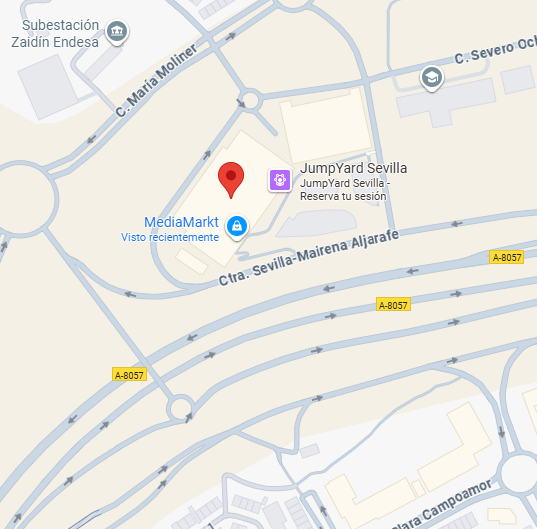 Subestación
Zaidín Endesa
C. María Moliner
C. Severo Och
JumpYard Sevilla
JumpYard Sevilla -
Reserva tu sesión
MediaMarkt
Visto recientemente
Ctra. Sevilla-Mairena Aljarafe
A-8057
A-8057
A-8057
Clara Campoamor